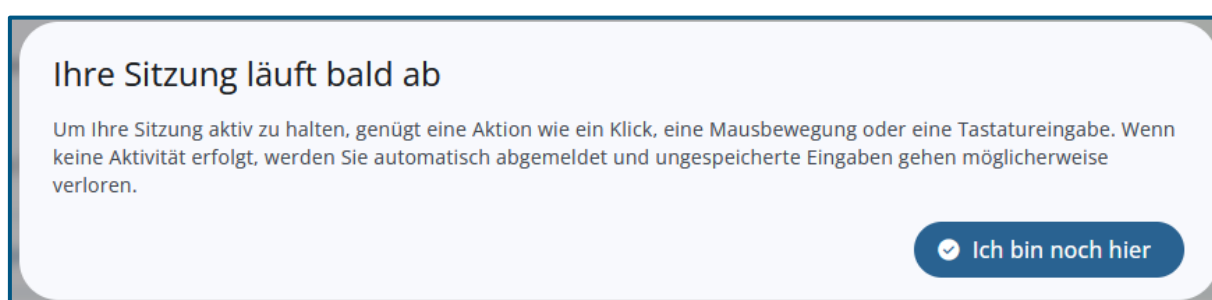 Ihre Sitzung läuft bald ab
Um Ihre Sitzung aktiv zu halten, genügt eine Aktion wie ein Klick, eine Mausbewegung oder eine Tastatureingabe. Wenn
keine Aktivität erfolgt, werden Sie automatisch abgemeldet und ungespeicherte Eingaben gehen möglicherweise
verloren.
Ich bin noch hier